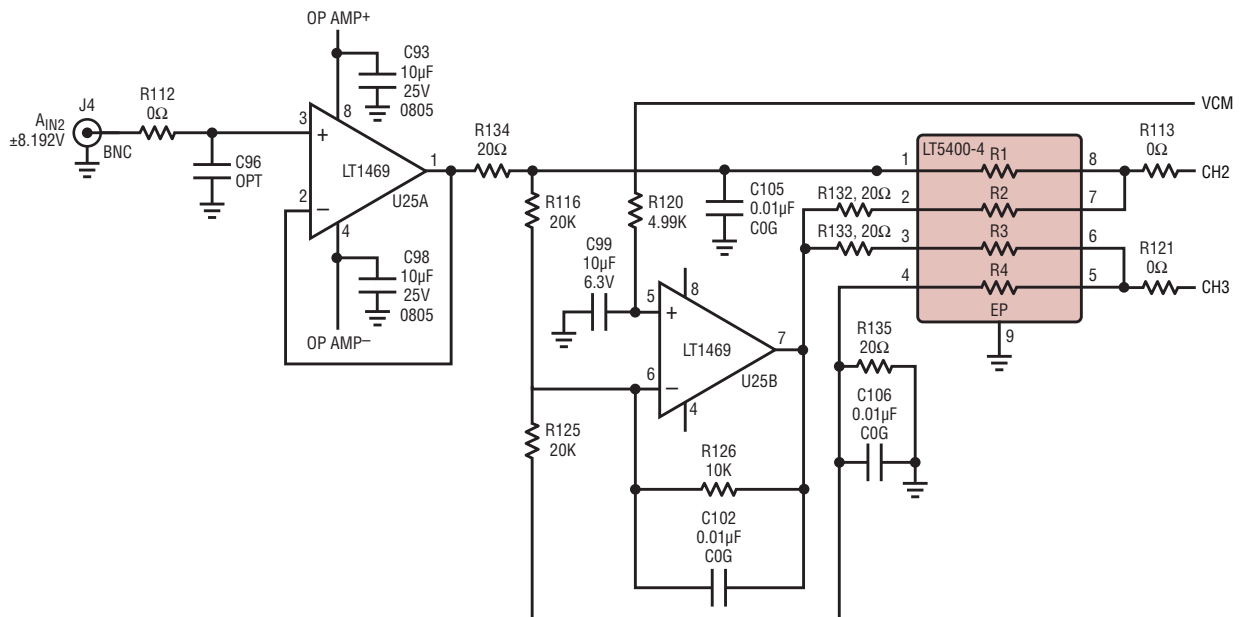 OP AMP+
C93
10µF
25V
0805
J4
AIN2
±8.192V
BNC
R112
0Ω
C96
OPT
3
+
8
LT1469
1
2
−
4
U25A
C98
10µF
25V
0805
OP AMP−
R134
20Ω
R116
20K
R120
4.99K
C105
0.01µF
C0G
VCM
LT5400-4
1
R1
8
R113
0Ω
CH2
R132, 20Ω
2
R2
7
R133, 20Ω
3
R3
6
R121
0Ω
4
R4
5
CH3
EP
9
C99
10µF
6.3V
5
+
8
LT1469
7
6
−
4
U25B
R135
20Ω
C106
0.01µF
C0G
R125
20K
R126
10K
C102
0.01µF
C0G